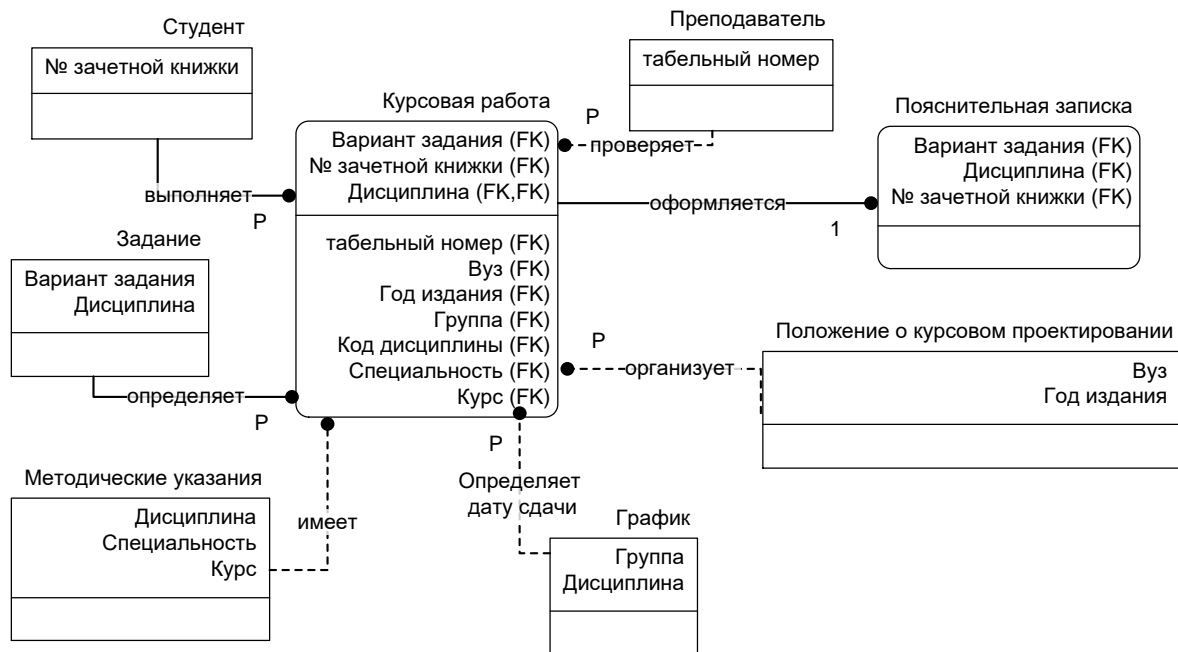 Студент
№ зачетной книжки
Преподаватель
табельный номер
Курсовая работа
Вариант задания (FK)
№ зачетной книжки (FK)
Дисциплина (FK,FK)
табельный номер (FK)
Вуз (FK)
Год издания (FK)
Группа (FK)
Код дисциплины (FK)
Специальность (FK)
Курс (FK)
P
проверяет
Пояснительная записка
Вариант задания (FK)
Дисциплина (FK)
№ зачетной книжки (FK)
выполняет
P
оформляется
1
Задание
Вариант задания
Дисциплина
определяет
P
P
организует
Положение о курсовом проектировании
Вуз
Год издания
Методические указания
Дисциплина
Специальность
Курс
имеет
P
Определяет
дату сдачи
График
Группа
Дисциплина